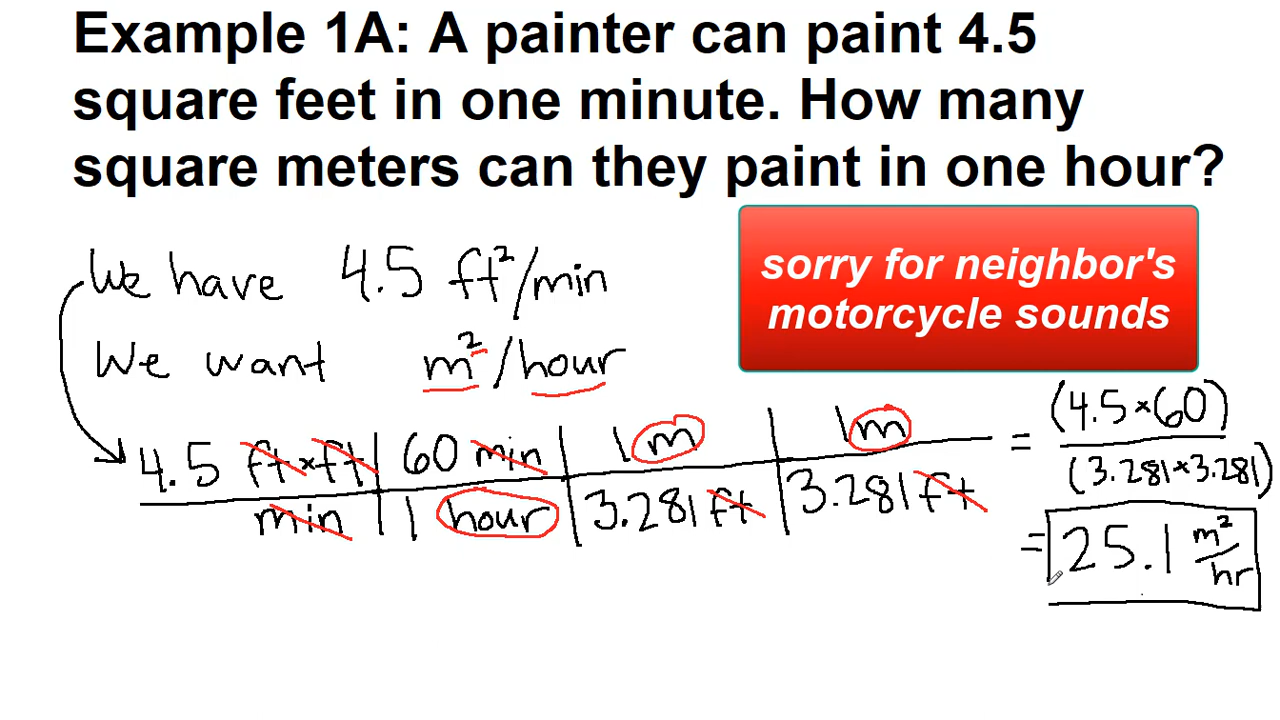 Example 1A: A painter can paint 4.5
square feet in one minute. How many
square meters can they paint in one hour?
sorry for neighbor's
motorcycle sounds
We have 4.5 ft²/min
We want m²/hour
4.5 ft×ft | 60 min | 1 m | 1 m = (4.5×60)
min | 1 hour | 3.281 ft | 3.281 ft (3.281×3.281)
= 25.1 m²/hr